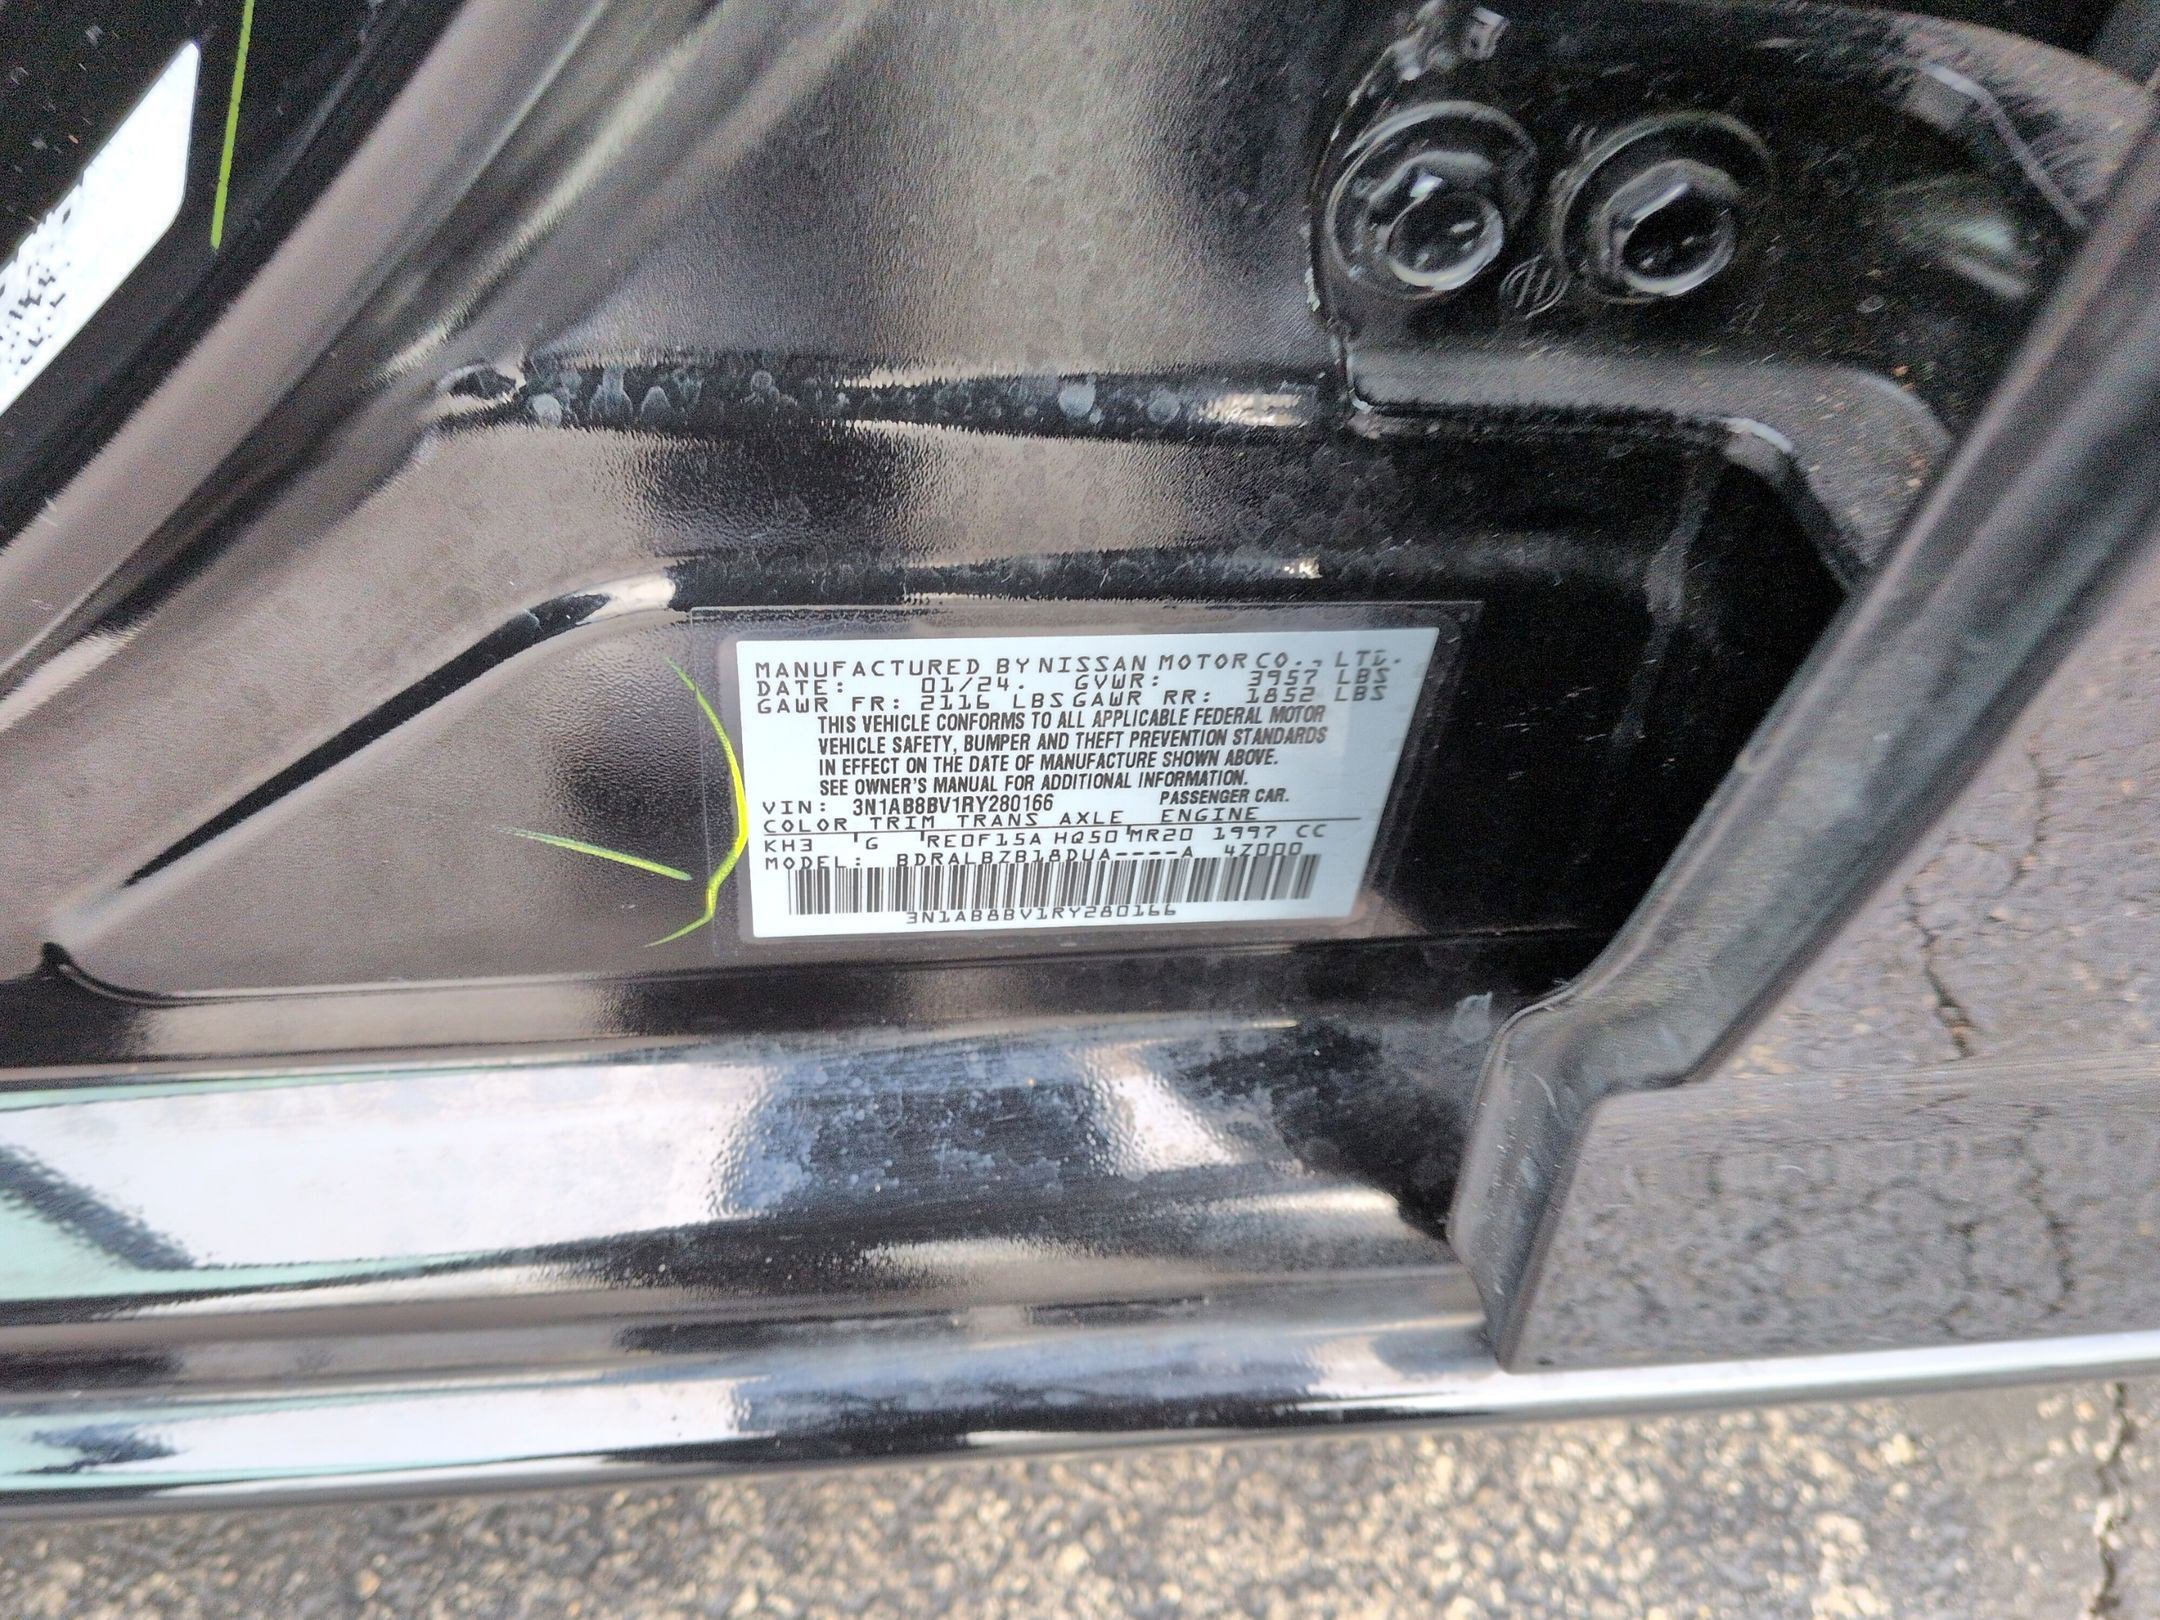 MANUFACTURED BY NISSAN MOTOR CO., LTD.
DATE: 01/24. GVWR: 3957 LBS
GAWR FR: 2116 LBS GAWR RR: 1852 LBS
THIS VEHICLE CONFORMS TO ALL APPLICABLE FEDERAL MOTOR
VEHICLE SAFETY, BUMPER AND THEFT PREVENTION STANDARDS
IN EFFECT ON THE DATE OF MANUFACTURE SHOWN ABOVE.
SEE OWNER'S MANUAL FOR ADDITIONAL INFORMATION.
VIN: 3N1AB8BV1RY280166 PASSENGER CAR.
COLOR TRIM TRANS AXLE ENGINE
KH3 G RE0F15A HQ50 MR20 1997 CC
MODEL: BDRALBZB18DUA----A 47000
3N1AB8BV1RY280166